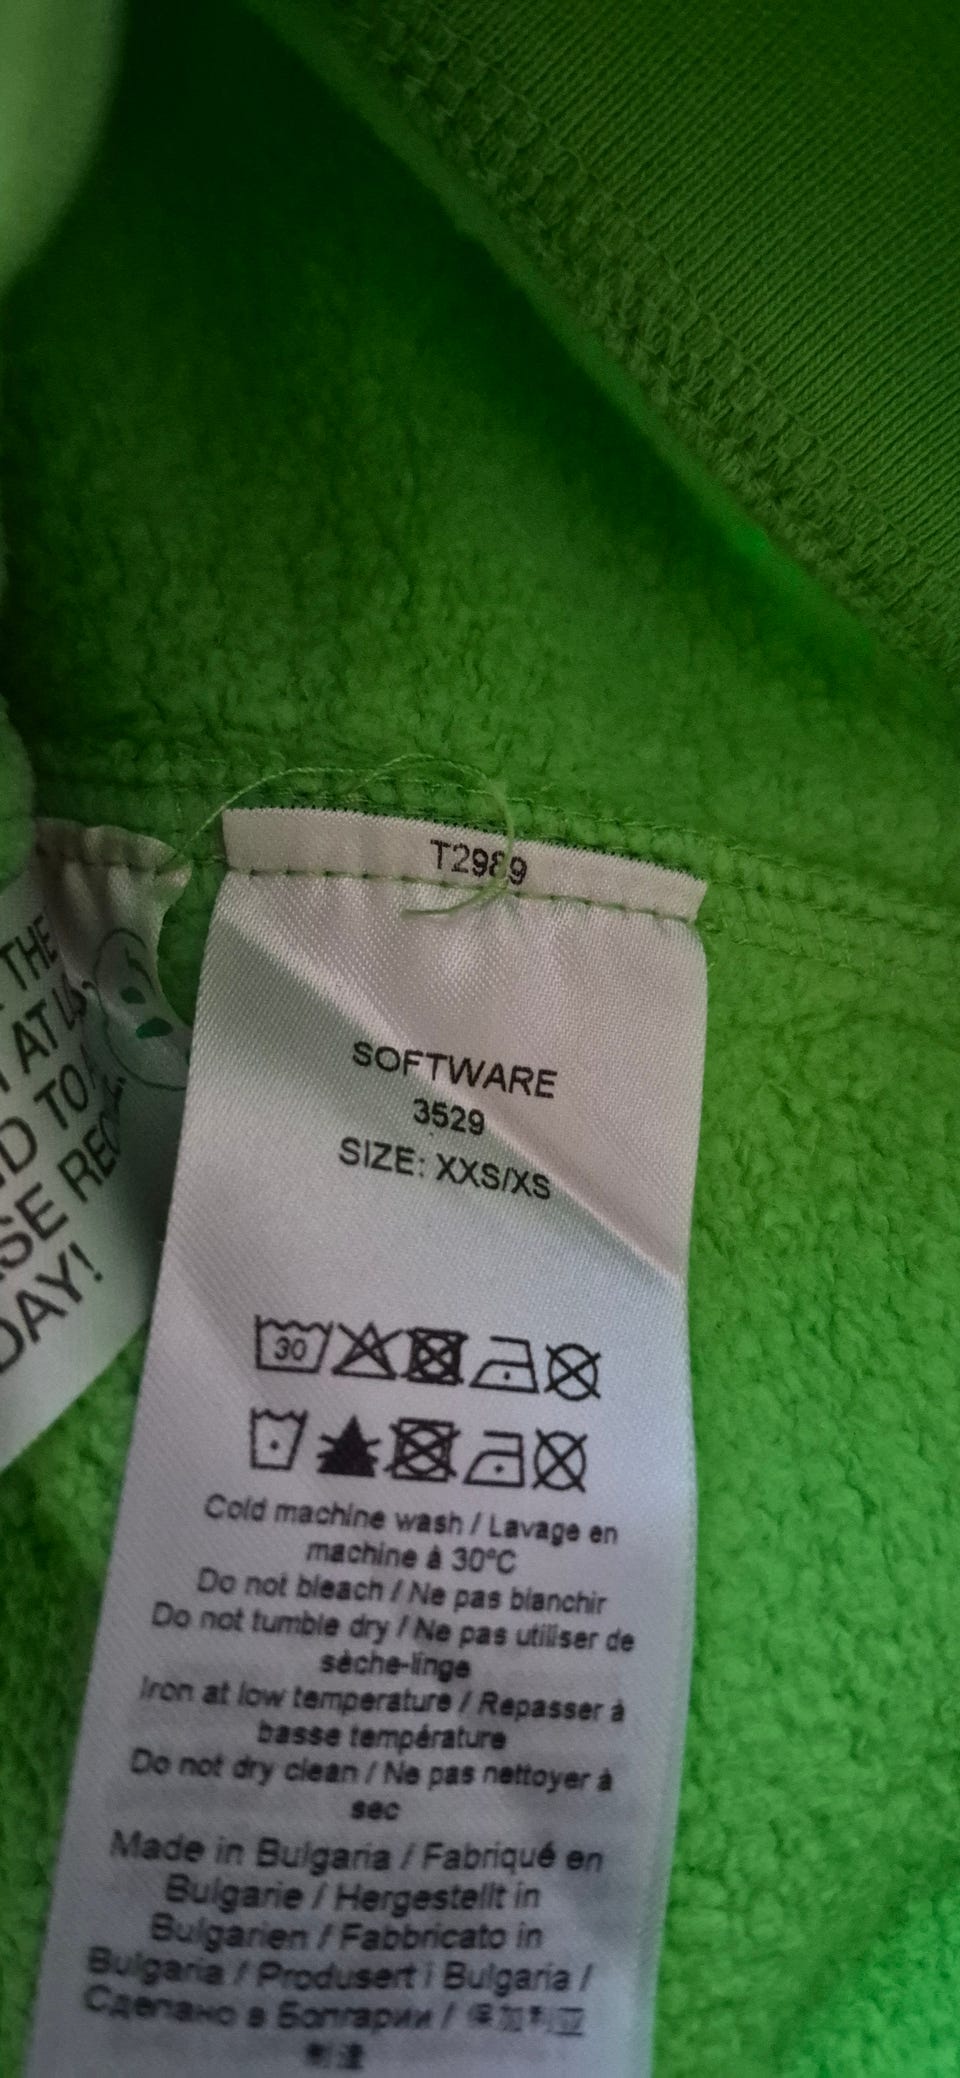 T2989
SOFTWARE
3529
SIZE: XXS/XS
30
Cold machine wash / Lavage en
machine à 30°C
Do not bleach / Ne pas blanchir
Do not tumble dry / Ne pas utiliser de
sèche-linge
Iron at low temperature / Repasser à
basse température
Do not dry clean / Ne pas nettoyer à
sec
Made in Bulgaria / Fabriqué en
Bulgarie / Hergestellt in
Bulgarien / Fabbricato in
Bulgaria / Produsert i Bulgaria /
Сделано в Болгарии / 保加利亚
制造
THE
AT
TO
DAY!